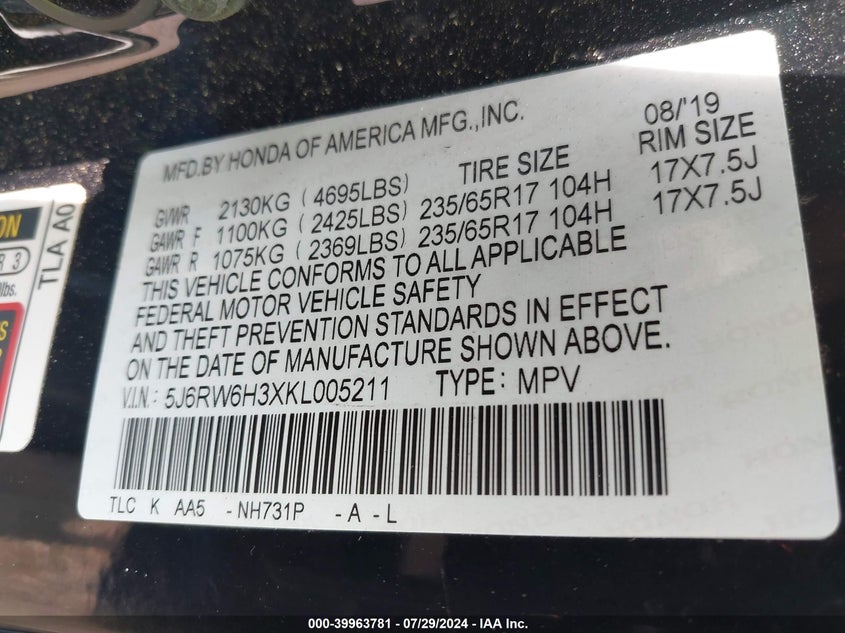 MFD.BY HONDA OF AMERICA MFG.,INC. 08/'19
TIRE SIZE RIM SIZE
GVWR 2130KG ( 4695LBS)
GAWR F 1100KG ( 2425LBS) 235/65R17 104H 17X7.5J
GAWR R 1075KG ( 2369LBS) 235/65R17 104H 17X7.5J
THIS VEHICLE CONFORMS TO ALL APPLICABLE
FEDERAL MOTOR VEHICLE SAFETY
AND THEFT PREVENTION STANDARDS IN EFFECT
ON THE DATE OF MANUFACTURE SHOWN ABOVE.
V.I.N.: 5J6RW6H3XKL005211 TYPE: MPV
TLC K AA5 -NH731P -A -L
TLA A0
ON
R 3
lbs.
000-39963781 - 07/29/2024 - IAA Inc.